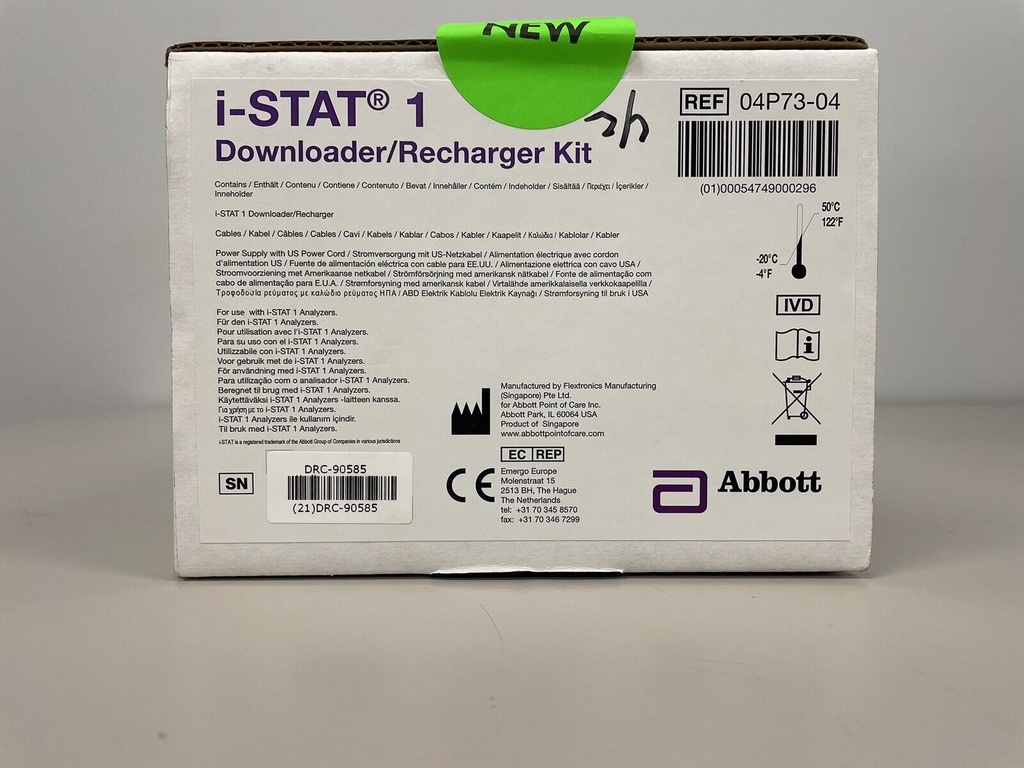 NEW
i-STAT® 1
Downloader/Recharger Kit
Contains / Enthält / Contenu / Contiene / Contenuto / Bevat / Innehåller / Contém / Indeholder / Sisältää / Περιέχει / İçerikler /
Inneholder
i-STAT 1 Downloader/Recharger
Cables / Kabel / Câbles / Cables / Cavi / Kabels / Kablar / Cabos / Kabler / Kaapelit / Καλώδια / Kablolar / Kabler
Power Supply with US Power Cord / Stromversorgung mit US-Netzkabel / Alimentation électrique avec cordon
d'alimentation US / Fuente de alimentación eléctrica con cable para EE.UU. / Alimentazione elettrica con cavo USA /
Stroomvoorziening met Amerikaanse netkabel / Strömförsörjning med amerikansk nätkabel / Fonte de alimentação com
cabo de alimentação para E.U.A. / Strømforsyning med amerikansk kabel / Virtalähde amerikkalaisella verkkokaapelilla /
Τροφοδοσία ρεύματος με καλώδιο ρεύματος ΗΠΑ / ABD Elektrik Kablolu Elektrik Kaynağı / Strømforsyning til bruk i USA
For use with i-STAT 1 Analyzers.
Für den i-STAT 1 Analyzers.
Pour utilisation avec l'i-STAT 1 Analyzers.
Para su uso con el i-STAT 1 Analyzers.
Utilizzabile con i-STAT 1 Analyzers.
Voor gebruik met de i-STAT 1 Analyzers.
För användning med i-STAT 1 Analyzers.
Para utilização com o analisador i-STAT 1 Analyzers.
Beregnet til brug med i-STAT 1 Analyzers.
Käytettäväksi i-STAT 1 Analyzers -laitteen kanssa.
Για χρήση με το i-STAT 1 Analyzers.
i-STAT 1 Analyzers ile kullanım içindir.
Til bruk med i-STAT 1 Analyzers.
i-STAT is a registered trademark of the Abbott Group of Companies in various jurisdictions
SN
DRC-90585
(21)DRC-90585
Manufactured by Flextronics Manufacturing
(Singapore) Pte Ltd.
for Abbott Point of Care Inc.
Abbott Park, IL 60064 USA
Product of Singapore
www.abbottpointofcare.com
EC REP
CE
Emergo Europe
Molenstraat 15
2513 BH, The Hague
The Netherlands
tel: +31 70 345 8570
fax: +31 70 346 7299
REF 04P73-04
(01)00054749000296
50°C
122°F
-20°C
-4°F
IVD
i
Abbott